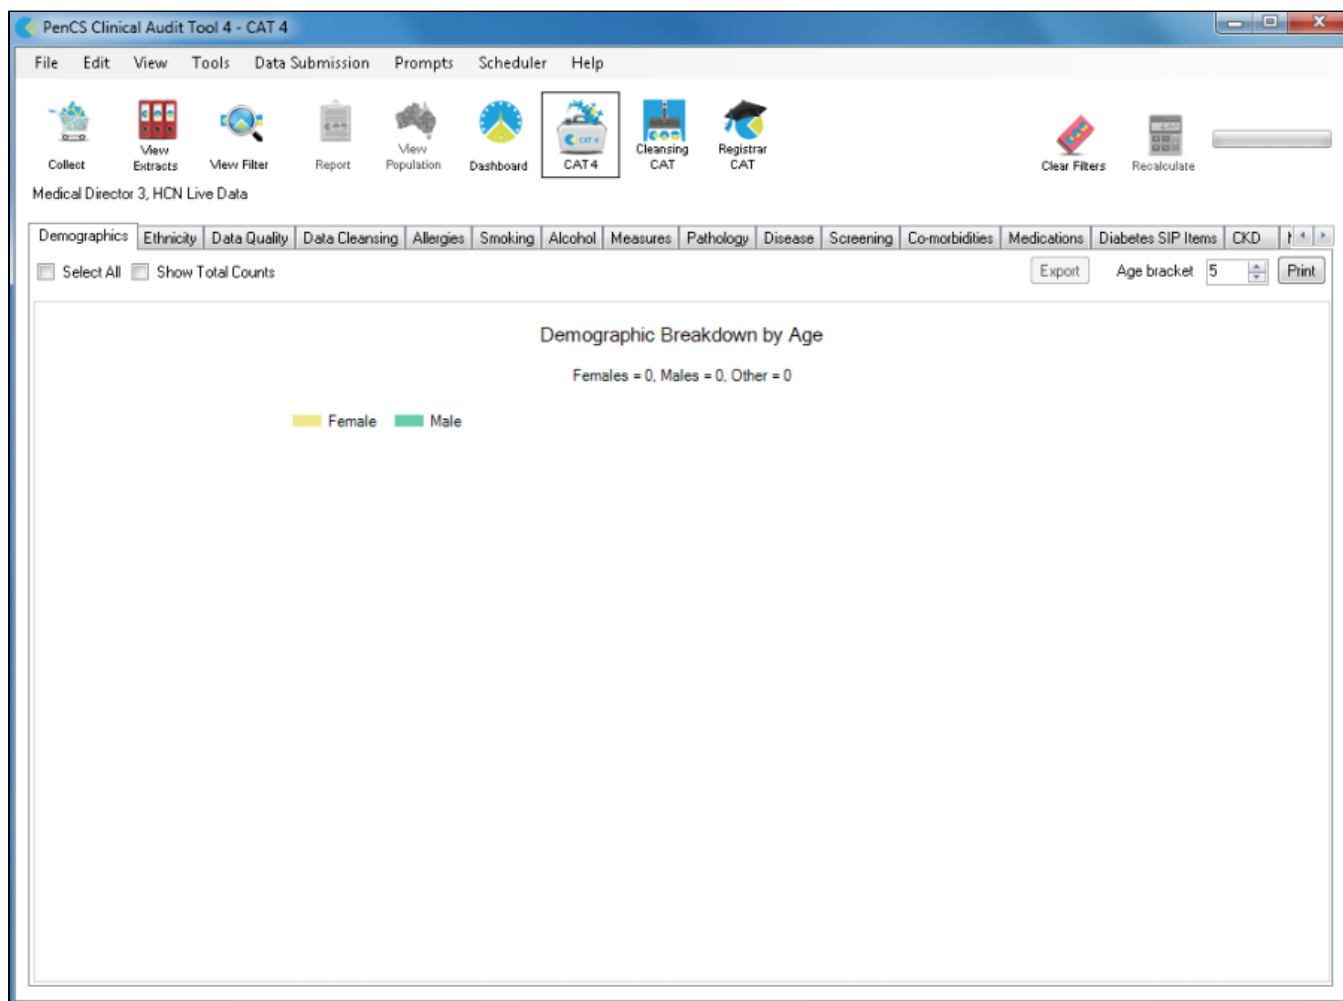 PenCS Clinical Audit Tool 4 - CAT 4
File Edit View Tools Data Submission Prompts Scheduler Help
Collect View Extracts View Filter Report View Population Dashboard CAT4 Cleansing CAT Registrar CAT Clear Filters Recalculate
Medical Director 3, HCN Live Data
Demographics Ethnicity Data Quality Data Cleansing Allergies Smoking Alcohol Measures Pathology Disease Screening Co-morbidities Medications Diabetes SIP Items CKD
Select All Show Total Counts Export Age bracket 5 Print
Demographic Breakdown by Age
Females = 0, Males = 0, Other = 0
Female Male